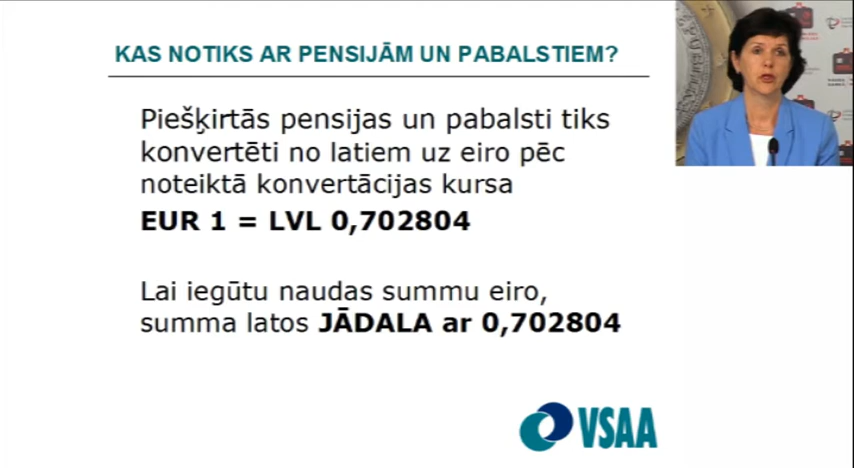 KAS NOTIKS AR PENSIJĀM UN PABALSTIEM?
Piešķirtās pensijas un pabalsti tiks
konvertēti no latiem uz eiro pēc
noteiktā konvertācijas kursa
EUR 1 = LVL 0,702804
Lai iegūtu naudas summu eiro,
summa latos JĀDALA ar 0,702804
VSAA